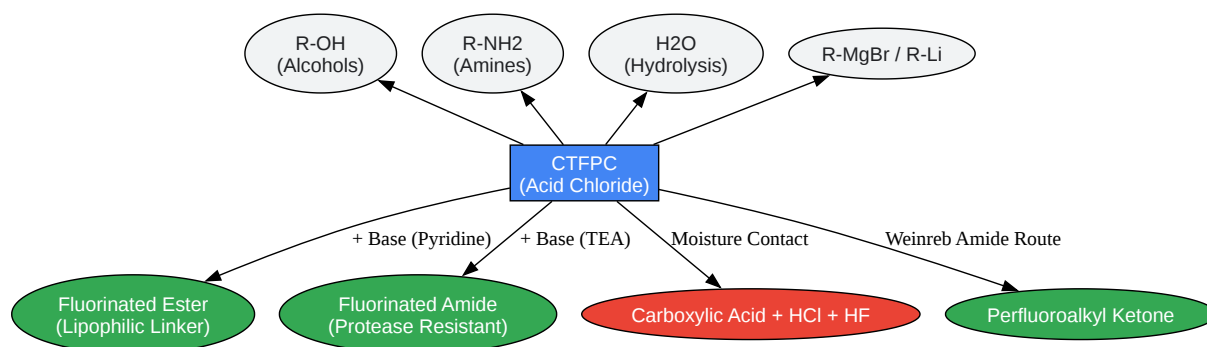 R-OH
(Alcohols)
R-NH2
(Amines)
H2O
(Hydrolysis)
R-MgBr / R-Li
CTFPC
(Acid Chloride)
+ Base (Pyridine)
+ Base (TEA)
Moisture Contact
Weinreb Amide Route
Fluorinated Ester
(Lipophilic Linker)
Fluorinated Amide
(Protease Resistant)
Carboxylic Acid + HCl + HF
Perfluoroalkyl Ketone